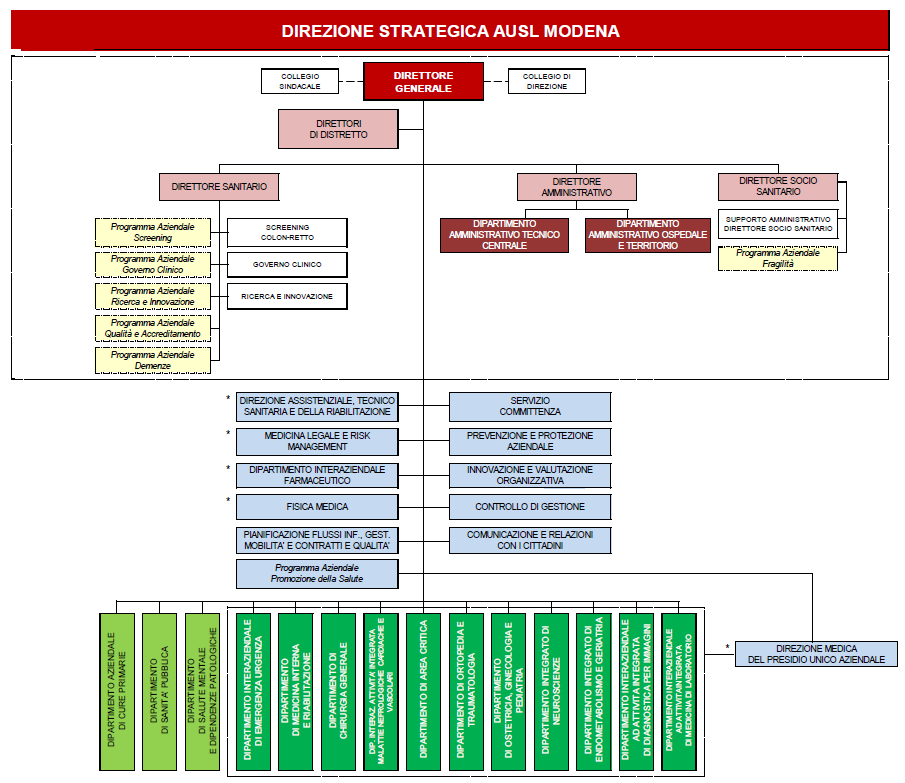 DIREZIONE STRATEGICA AUSL MODENA
COLLEGIO
SINDACALE
DIRETTORE
GENERALE
COLLEGIO DI
DIREZIONE
DIRETTORI
DI DISTRETTO
DIRETTORE SANITARIO
DIRETTORE
AMMINISTRATIVO
DIRETTORE SOCIO
SANITARIO
Programma Aziendale
Screening
SCREENING
COLON-RETTO
DIPARTIMENTO
AMMINISTRATIVO TECNICO
CENTRALE
DIPARTIMENTO
AMMINISTRATIVO OSPEDALE
E TERRITORIO
SUPPORTO AMMINISTRATIVO
DIRETTORE SOCIO SANITARIO
Programma Aziendale
Governo Clinico
GOVERNO CLINICO
Programma Aziendale
Fragilità
Programma Aziendale
Ricerca e Innovazione
RICERCA E INNOVAZIONE
Programma Aziendale
Qualità e Accreditamento
Programma Aziendale
Demenze
* DIREZIONE ASSISTENZIALE, TECNICO
SANITARIA E DELLA RIABILITAZIONE
SERVIZIO
COMMITTENZA
* MEDICINA LEGALE E RISK
MANAGEMENT
PREVENZIONE E PROTEZIONE
AZIENDALE
* DIPARTIMENTO INTERAZIENDALE
FARMACEUTICO
INNOVAZIONE E VALUTAZIONE
ORGANIZZATIVA
* FISICA MEDICA
CONTROLLO DI GESTIONE
PIANIFICAZIONE FLUSSI INF., GEST.
MOBILITA' E CONTRATTI E QUALITA'
COMUNICAZIONE E RELAZIONI
CON I CITTADINI
Programma Aziendale
Promozione della Salute
DIPARTIMENTO AZIENDALE
DI CURE PRIMARIE
DIPARTIMENTO
DI SANITA' PUBBLICA
DIPARTIMENTO
DI SALUTE MENTALE
E DIPENDENZE PATOLOGICHE
DIPARTIMENTO INTERAZIENDALE
DI EMERGENZA URGENZA
DIPARTIMENTO
DI MEDICINA INTERNA
E RIABILITAZIONE
DIPARTIMENTO DI
CHIRURGIA GENERALE
DIP. INTERAZ. ATTIVITA' INTEGRATA
MALATTIE NEFROLOGICHE CARDIACHE E
VASCOLARI
DIPARTIMENTO DI AREA CRITICA
DIPARTIMENTO DI ORTOPEDIA E
TRAUMATOLOGIA
DIPARTIMENTO
DI OSTETRICIA, GINECOLOGIA E
PEDIATRIA
DIPARTIMENTO INTEGRATO DI
NEUROSCIENZE
DIPARTIMENTO INTEGRATO DI
ENDOMETABOLISMO E GERIATRIA
DIPARTIMENTO INTERAZIENDALE
AD ATTIVITA INTEGRATA
DI DIAGNOSTICA PER IMMAGINI
DIPARTIMENTO INTERAZIENDALE
AD ATTIVITA INTEGRATA
DI MEDICINA DI LABORATORIO
* DIREZIONE MEDICA
DEL PRESIDIO UNICO AZIENDALE